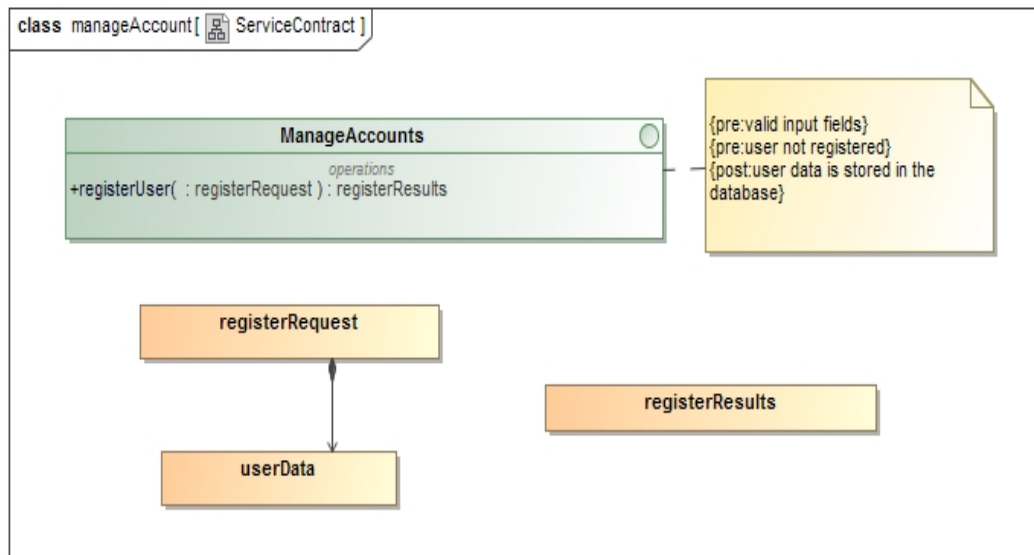 class manageAccount[ ServiceContract ]
ManageAccounts
operations
+registerUser( : registerRequest ) : registerResults
{pre:valid input fields}
{pre:user not registered}
{post:user data is stored in the
database}
registerRequest
registerResults
userData